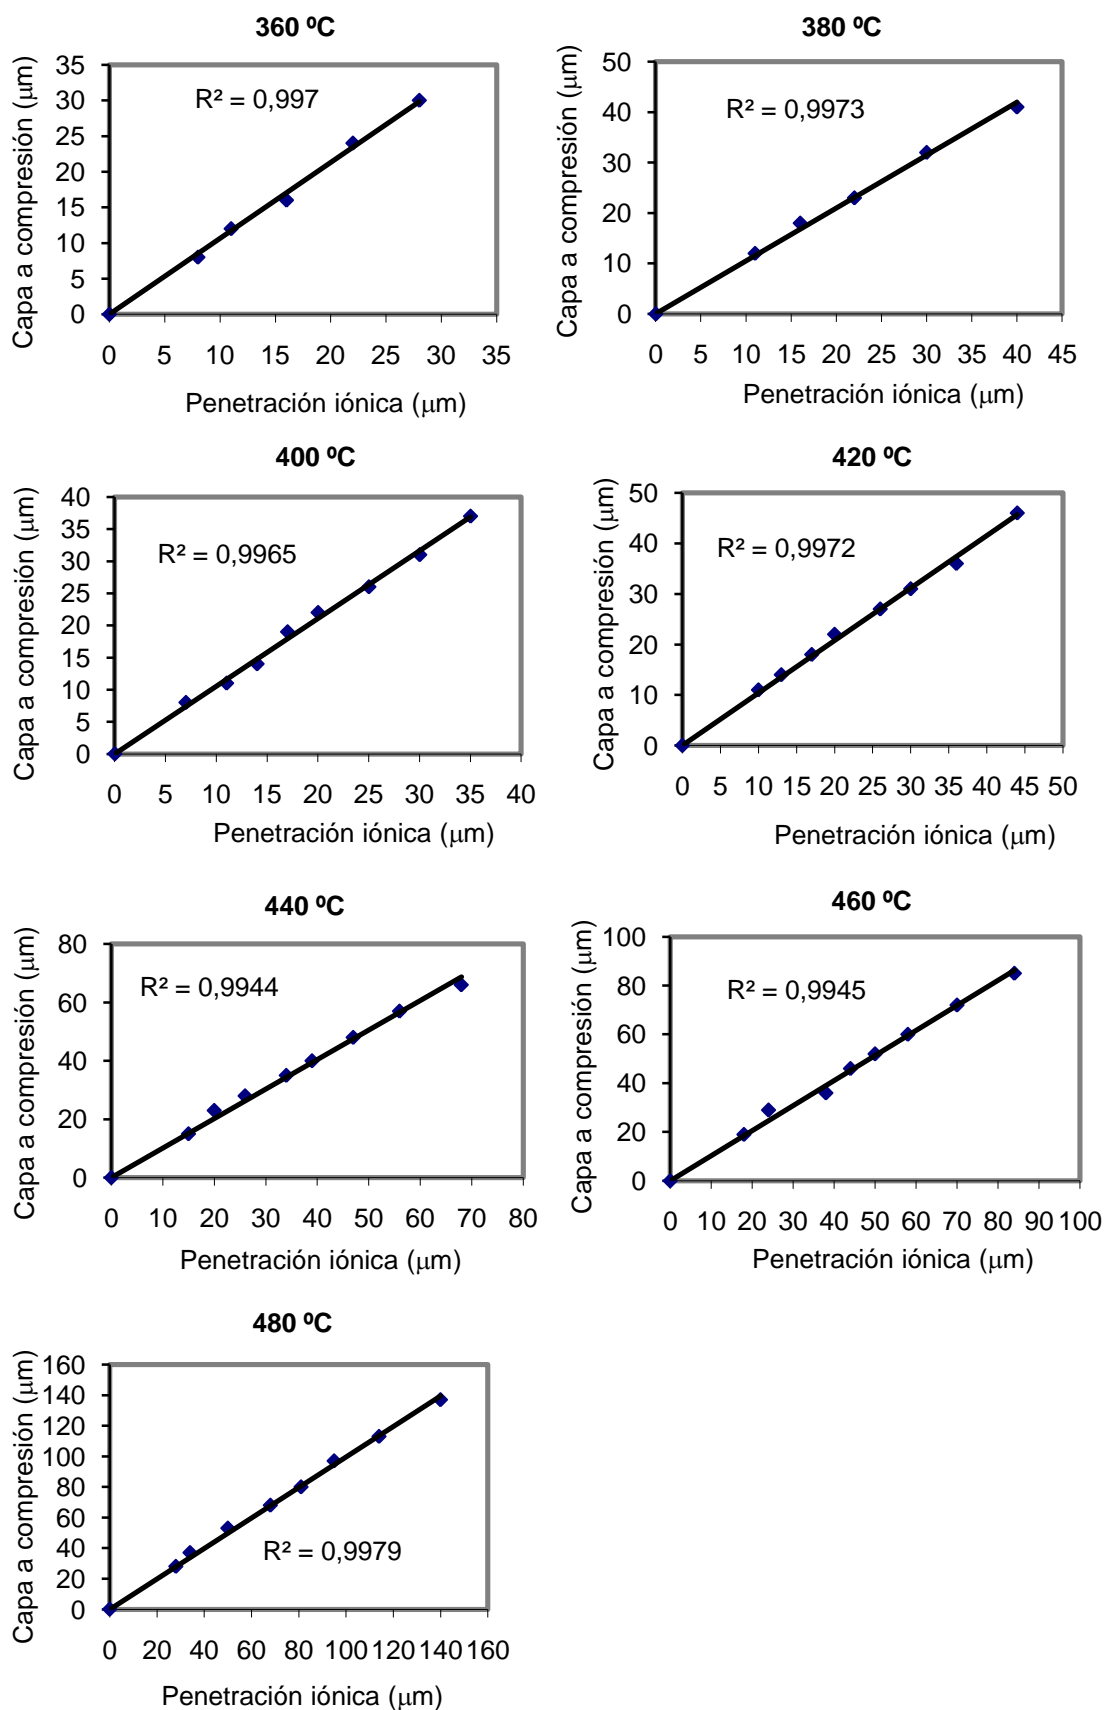 360 ºC
Capa a compresión (μm)
35
30
25
20
15
10
5
0
R² = 0,997
0 5 10 15 20 25 30 35
Penetración iónica (μm)
380 ºC
Capa a compresión (μm)
50
40
30
20
10
0
R² = 0,9973
0 5 10 15 20 25 30 35 40 45
Penetración iónica (μm)
400 ºC
Capa a compresión (μm)
40
35
30
25
20
15
10
5
0
R² = 0,9965
0 5 10 15 20 25 30 35 40
Penetración iónica (μm)
420 ºC
Capa a compresión (μm)
50
40
30
20
10
0
R² = 0,9972
0 5 10 15 20 25 30 35 40 45 50
Penetración iónica (μm)
440 ºC
Capa a compresión (μm)
80
60
40
20
0
R² = 0,9944
0 10 20 30 40 50 60 70 80
Penetración iónica (μm)
460 ºC
Capa a compresión (μm)
100
80
60
40
20
0
R² = 0,9945
0 10 20 30 40 50 60 70 80 90 100
Penetración iónica (μm)
480 ºC
Capa a compresión (μm)
160
140
120
100
80
60
40
20
0
R² = 0,9979
0 20 40 60 80 100 120 140 160
Penetración iónica (μm)